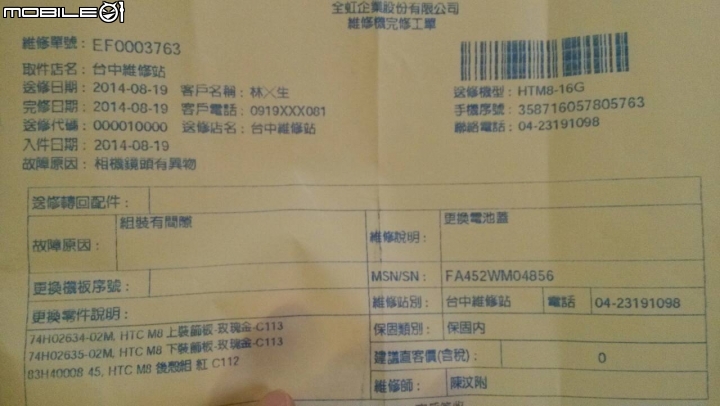 MOBILE01
全虹企業股份有限公司
維修機完修工單
維修單號：EF0003763
取件店名：台中維修站
送修日期：2014-08-19 客戶名稱：林X生
送修機型：HTM8-16G
完修日期：2014-08-19 客戶電話：0919XXX081
手機序號：358716057805763
送修代碼：000010000 送修店名：台中維修站
聯絡電話：04-23191098
入件日期：2014-08-19
故障原因：相機鏡頭有異物
送修轉回配件：
故障原因：組裝有間隙
維修說明：更換電池蓋
更換機板序號：
MSN/SN：FA452WM04856
維修站別：台中維修站 電話 04-23191098
更換零件說明：
74H02634-02M, HTC M8 上裝飾板-玫瑰金-C113
74H02635-02M, HTC M8 下裝飾板-玫瑰金-C113
83H40008 45, HTC M8 後殼組 紅 C112
保固類別：保固內
建議直客價(含稅)：0
維修師：陳汶附